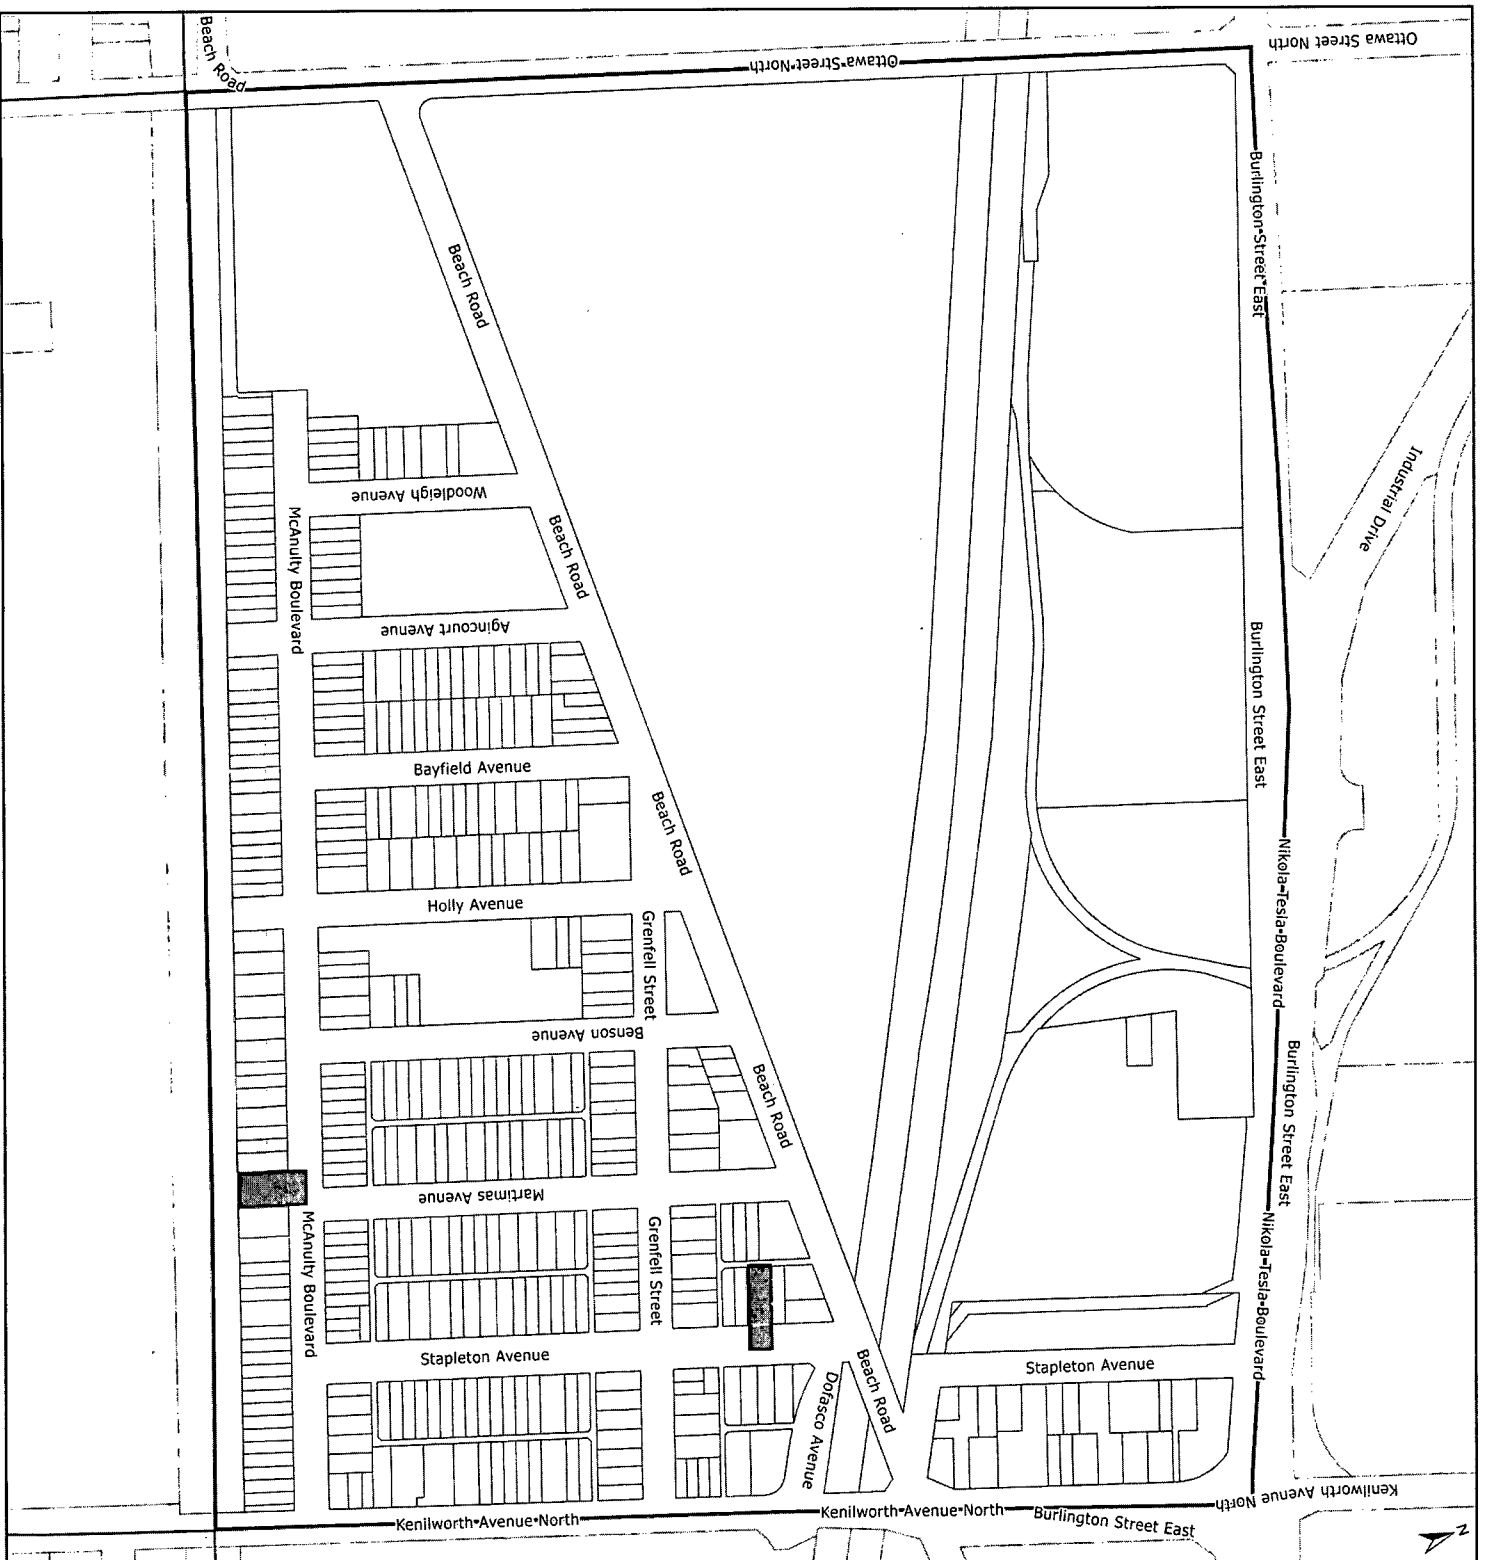 Beach Road
Ottawa Street North
Ottawa Street North
Burlington Street East
Beach Road
Industrial Drive
Woodleigh Avenue
McAnulty Boulevard
Beach Road
Agincourt Avenue
Burlington Street East
Bayfield Avenue
Beach Road
Nikola Tesla Boulevard
Holly Avenue
Grenfell Street
Benson Avenue
Burlington Street East
Beach Road
Martimas Avenue
McAnulty Boulevard
Grenfell Street
Nikola Tesla Boulevard
Stapleton Avenue
Stapleton Avenue
Beach Road
Dofasco Avenue
Kenilworth Avenue North
Kenilworth Avenue North
Kenilworth Avenue North
Burlington Street East
N